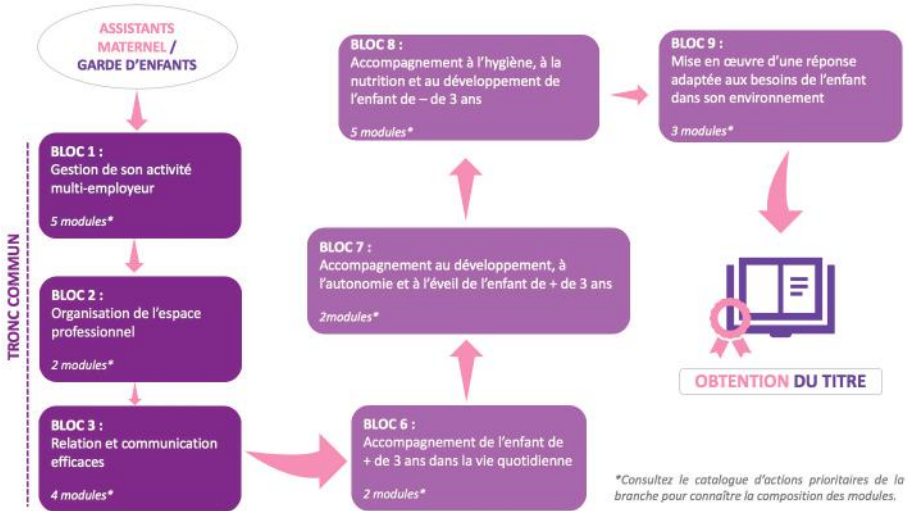 ASSISTANTS
MATERNEL /
GARDE D'ENFANTS
TRONC COMMUN
BLOC 1 :
Gestion de son activité
multi-employeur
5 modules*
BLOC 2 :
Organisation de l'espace
professionnel
2 modules*
BLOC 3 :
Relation et communication
efficaces
4 modules*
BLOC 6 :
Accompagnement de l'enfant de
+ de 3 ans dans la vie quotidienne
2 modules*
BLOC 7 :
Accompagnement au développement, à
l'autonomie et à l'éveil de l'enfant de + de 3 ans
2modules*
BLOC 8 :
Accompagnement à l'hygiène, à la
nutrition et au développement de
l'enfant de – de 3 ans
5 modules*
BLOC 9 :
Mise en œuvre d'une réponse
adaptée aux besoins de l'enfant
dans son environnement
3 modules*
OBTENTION DU TITRE
*Consultez le catalogue d'actions prioritaires de la
branche pour connaître la composition des modules.